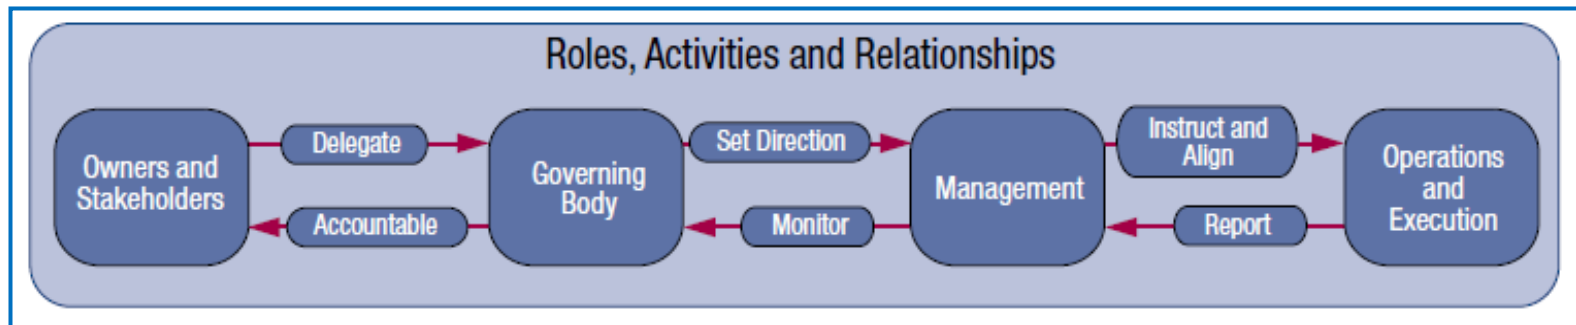 Roles, Activities and Relationships
Owners and
Stakeholders
Delegate
Accountable
Governing
Body
Set Direction
Monitor
Management
Instruct and
Align
Report
Operations
and
Execution